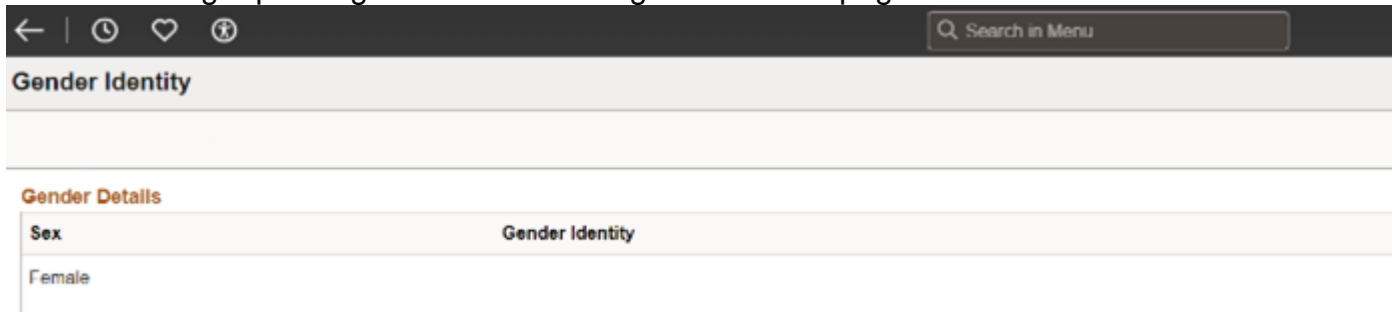 Search in Menu
Gender Identity
Gender Details
Sex Gender Identity
Female